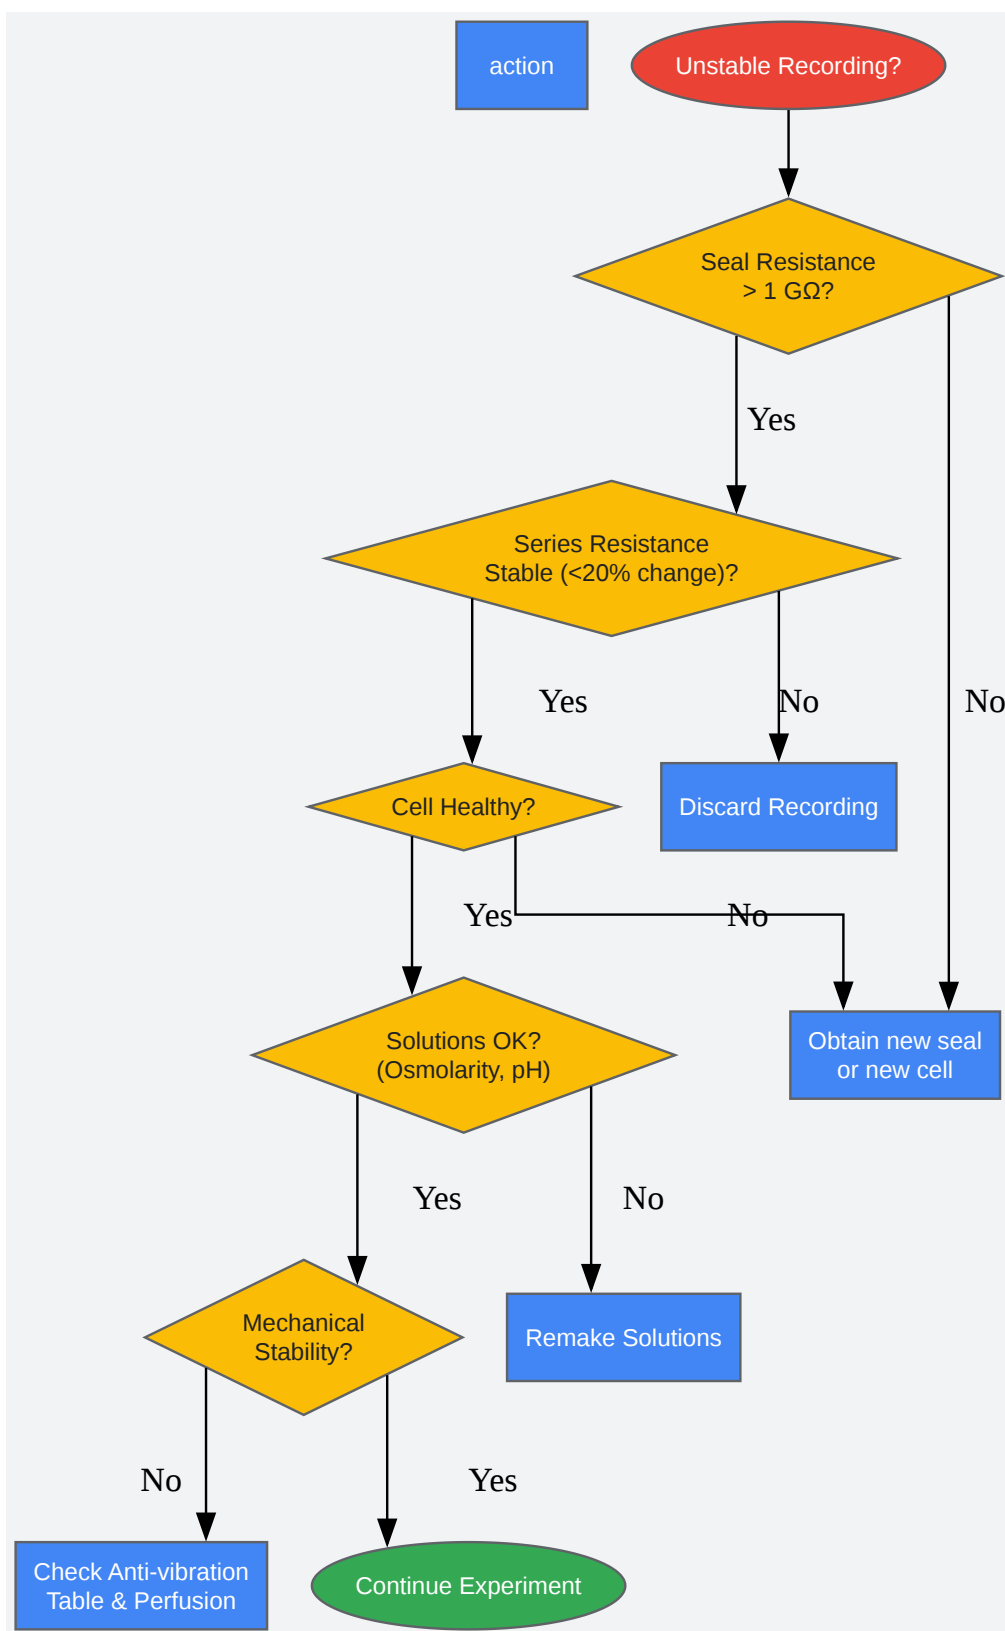 action
Unstable Recording?
Seal Resistance
> 1 GΩ?
Yes
Series Resistance
Stable (<20% change)?
Yes
No
No
Cell Healthy?
Discard Recording
Yes
No
Solutions OK?
(Osmolarity, pH)
Obtain new seal
or new cell
Yes
No
Mechanical
Stability?
Remake Solutions
No
Yes
Check Anti-vibration
Table & Perfusion
Continue Experiment